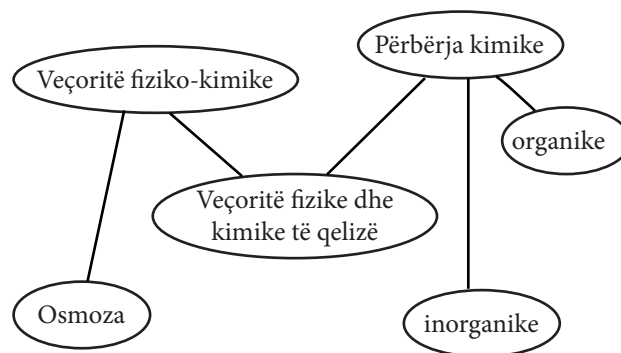 Përbërja kimike
Veçoritë fiziko-kimike
organike
Veçoritë fizike dhe
kimike të qelizë
Osmoza
inorganike